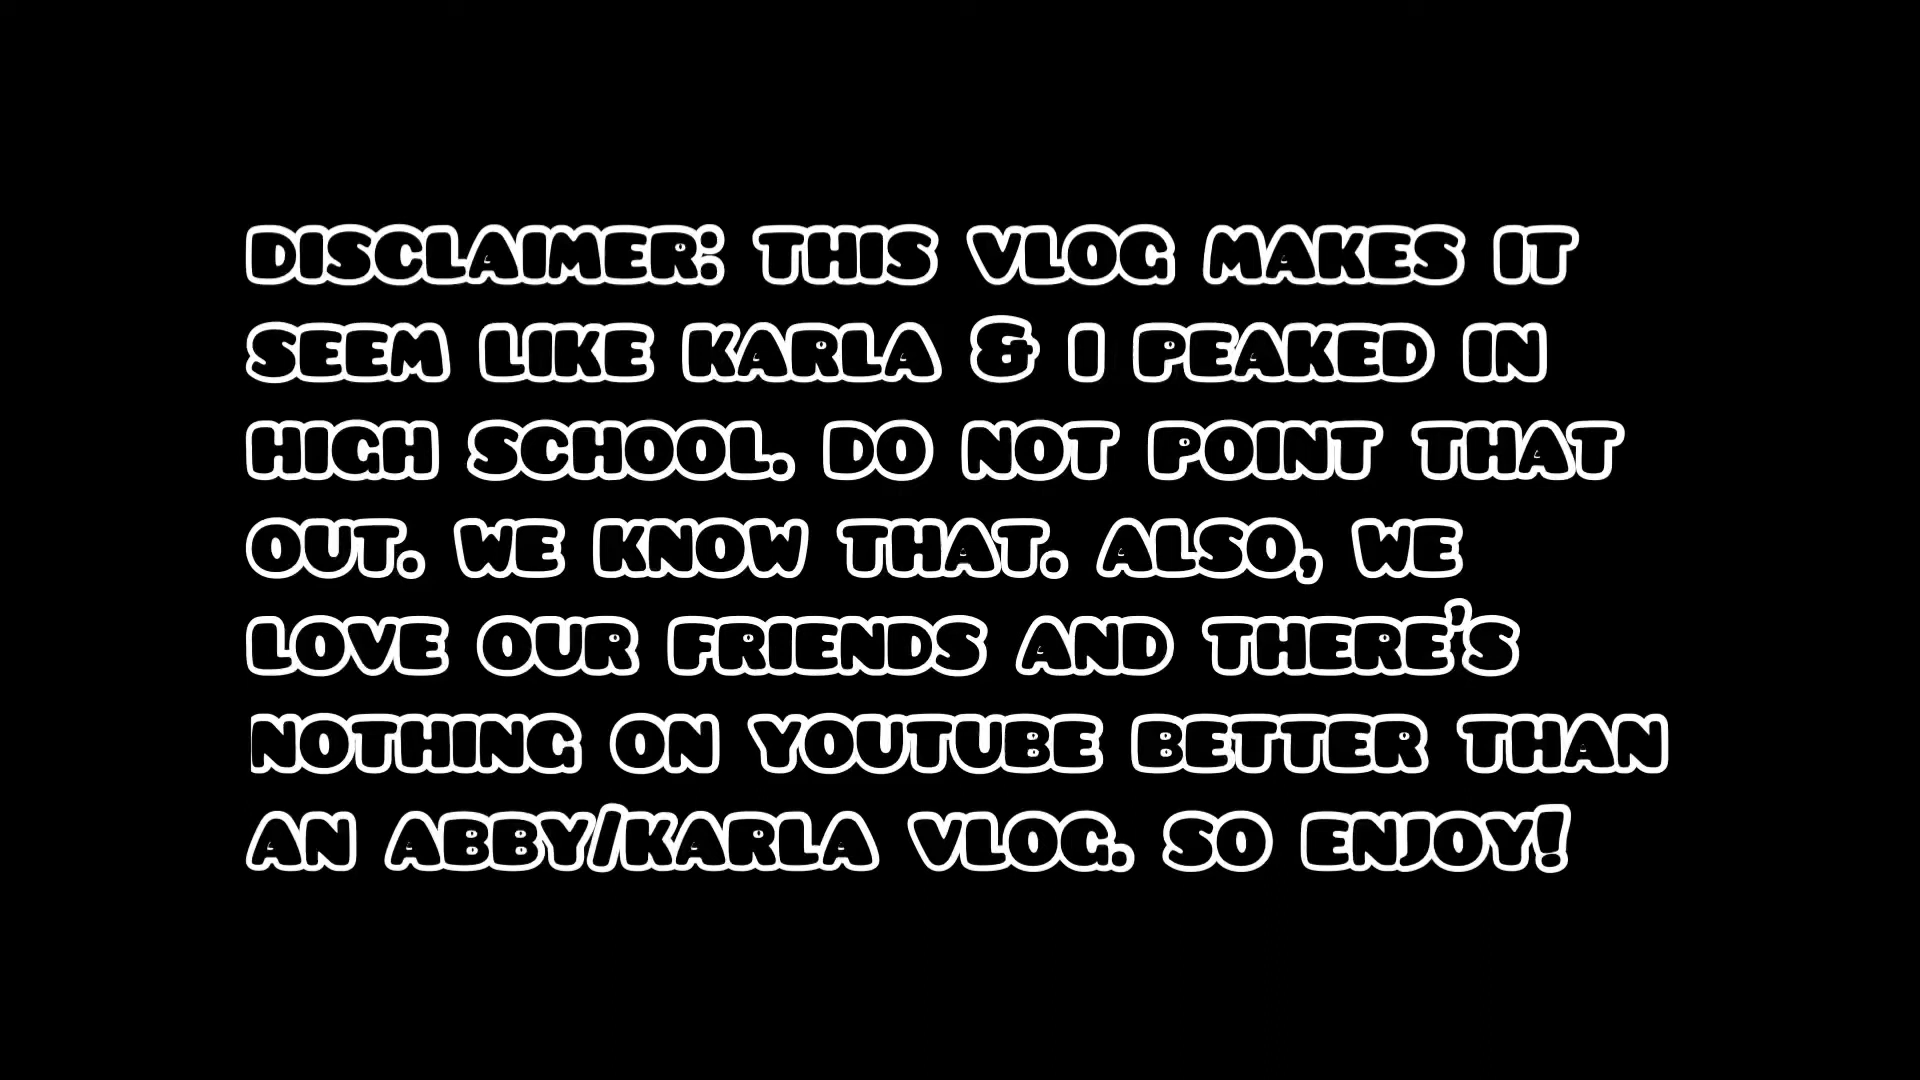 DISCLAIMER: THIS VLOG MAKES IT
SEEM LIKE KARLA & I PEAKED IN
HIGH SCHOOL. DO NOT POINT THAT
OUT. WE KNOW THAT. ALSO, WE
LOVE OUR FRIENDS AND THERE'S
NOTHING ON YOUTUBE BETTER THAN
AN ABBY/KARLA VLOG. SO ENJOY!